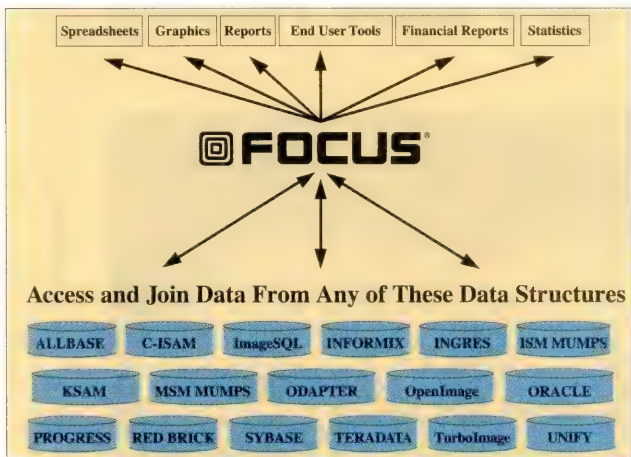 Spreadsheets Graphics Reports End User Tools Financial Reports Statistics
FOCUS®
Access and Join Data From Any of These Data Structures
ALLBASE C-ISAM ImageSQL INFORMIX INGRES ISM MUMPS
KSAM MSM MUMPS ODAPTER OpenImage ORACLE
PROGRESS RED BRICK SYBASE TERADATA TurboImage UNIFY